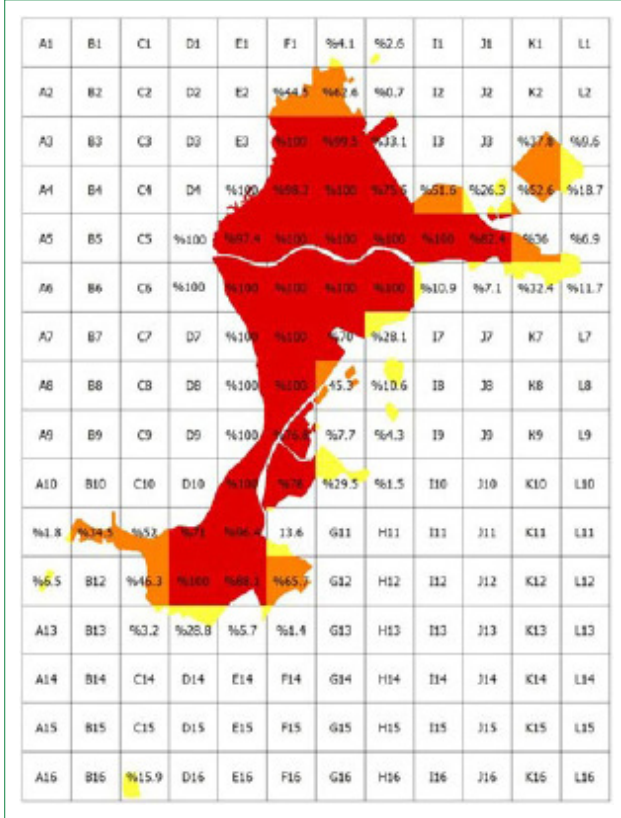 A1 B1 C1 D1 E1 F1 %4.1 %2.6 I1 J1 K1 L1
A2 B2 C2 D2 E2 %44.5 %62.6 %0.7 I2 J2 K2 L2
A3 B3 C3 D3 E3 %100 %99.5 %33.1 I3 J3 %37.8 %9.6
A4 B4 C4 D4 %100 %98.2 %100 %75.6 %51.6 %26.3 %52.6 %18.7
A5 B5 C5 %100 %97.4 %100 %100 %100 %100 %82.4 %36 %6.9
A6 B6 C6 %100 %100 %100 %100 %100 %10.9 %7.1 %32.4 %11.7
A7 B7 C7 D7 %100 %100 %70 %28.1 I7 J7 K7 L7
A8 B8 C8 D8 %100 %100 45.3 %10.6 I8 J8 K8 L8
A9 B9 C9 D9 %100 %7.7 %4.3 I9 J9 K9 L9
A10 B10 C10 D10 %100 %78 %29.5 %1.5 I10 J10 K10 L10
%1.8 %34.5 %52 %71 %96.4 13.6 G11 H11 I11 J11 K11 L11
%6.5 B12 %46.3 %100 %88.1 %65.7 G12 H12 I12 J12 K12 L12
A13 B13 %3.2 %28.8 %5.7 %1.4 G13 H13 I13 J13 K13 L13
A14 B14 C14 D14 E14 F14 G14 H14 I14 J14 K14 L14
A15 B15 C15 D15 E15 F15 G15 H15 I15 J15 K15 L15
A16 B16 %15.9 D16 E16 F16 G16 H16 I16 J16 K16 L16